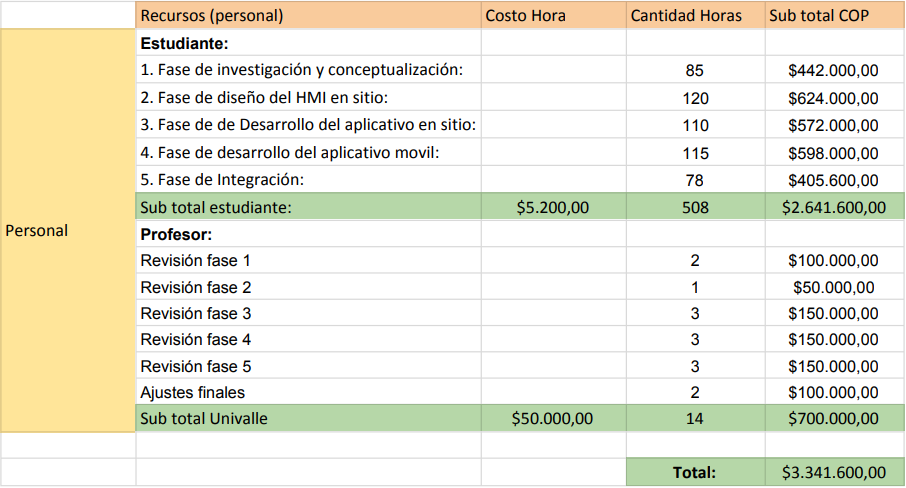 Recursos (personal) Costo Hora Cantidad Horas Sub total COP
Estudiante:
1. Fase de investigación y conceptualización: 85 $442.000,00
2. Fase de diseño del HMI en sitio: 120 $624.000,00
3. Fase de de Desarrollo del aplicativo en sitio: 110 $572.000,00
4. Fase de desarrollo del aplicativo movil: 115 $598.000,00
5. Fase de Integración: 78 $405.600,00
Sub total estudiante: $5.200,00 508 $2.641.600,00
Personal Profesor:
Revisión fase 1 2 $100.000,00
Revisión fase 2 1 $50.000,00
Revisión fase 3 3 $150.000,00
Revisión fase 4 3 $150.000,00
Revisión fase 5 3 $150.000,00
Ajustes finales 2 $100.000,00
Sub total Univalle $50.000,00 14 $700.000,00
Total: $3.341.600,00